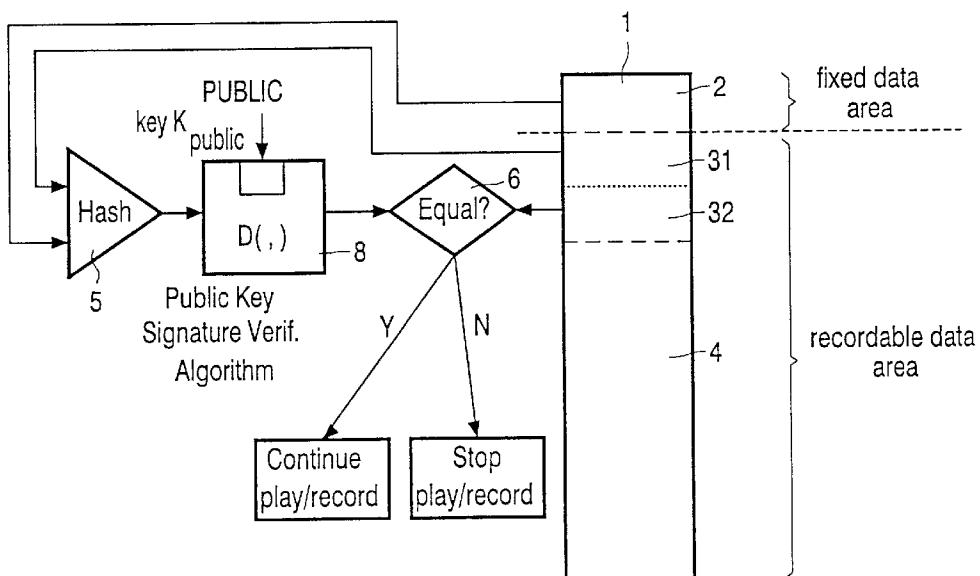 1
2
fixed data
area
PUBLIC
key K public
31
6
Hash
Equal?
32
D( , )
8
5
Public Key
Signature Verif.
Algorithm
Y
N
4
recordable data
area
Continue
play/record
Stop
play/record